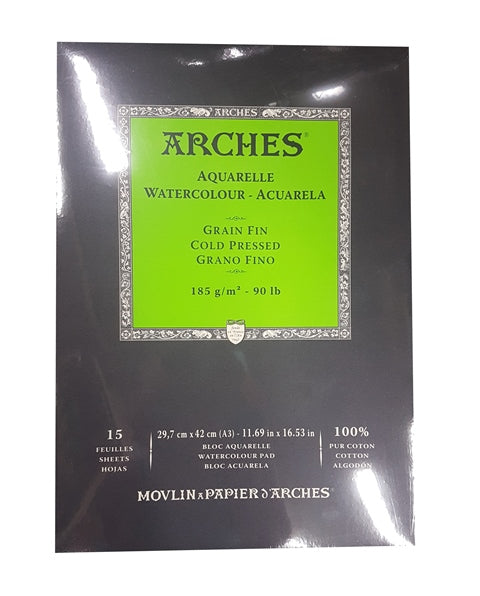 ARCHES
ARCHES®
AQUARELLE
WATERCOLOUR - ACUARELA
GRAIN FIN
COLD PRESSED
GRANO FINO
185 g/m² - 90 lb
15
FEUILLES
SHEETS
HOJAS
29,7 cm x 42 cm (A3) - 11.69 in x 16.53 in
BLOC AQUARELLE
WATERCOLOUR PAD
BLOC ACUARELA
100%
PUR COTON
COTTON
ALGODÓN
MOVLIN A PAPIER D'ARCHES®